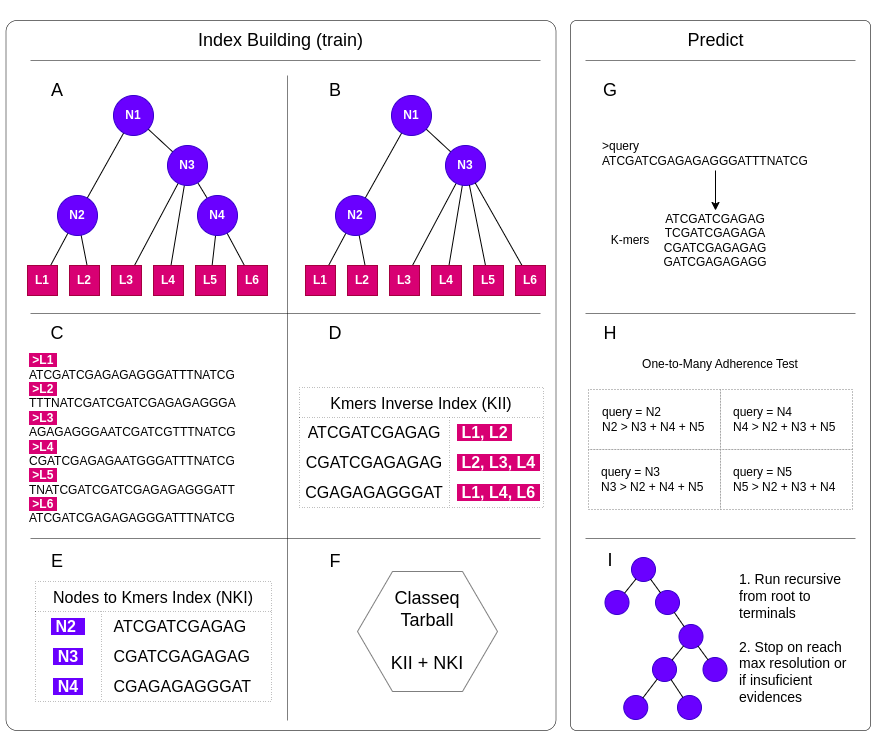 Index Building (train)
A
N1
N3
N2
N4
L1 L2 L3 L4 L5 L6
B
N1
N3
N2
L1 L2 L3 L4 L5 L6
C
>L1
ATCGATCGAGAGAGGGATTTNATCG
>L2
TTTNATCGATCGATCGAGAGAGGGA
>L3
AGAGAGGGAATCGATCGTTTNATCG
>L4
CGATCGAGAGAATGGGATTTNATCG
>L5
TNATCGATCGATCGAGAGAGGGATT
>L6
ATCGATCGAGAGAGGGATTTNATCG
D
Kmers Inverse Index (KII)
ATCGATCGAGAG L1, L2
CGATCGAGAGAG L2, L3, L4
CGAGAGAGGGAT L1, L4, L6
E
Nodes to Kmers Index (NKI)
N2 ATCGATCGAGAG
N3 CGATCGAGAGAG
N4 CGAGAGAGGGAT
F
Classeq
Tarball
KII + NKI
Predict
G
>query
ATCGATCGAGAGAGGGATTTNATCG
K-mers
ATCGATCGAGAG
TCGATCGAGAGA
CGATCGAGAGAG
GATCGAGAGAGG
H
One-to-Many Adherence Test
query = N2
N2 > N3 + N4 + N5
query = N4
N4 > N2 + N3 + N5
query = N3
N3 > N2 + N4 + N5
query = N5
N5 > N2 + N3 + N4
I
1. Run recursive
from root to
terminals
2. Stop on reach
max resolution or
if insuficient
evidences